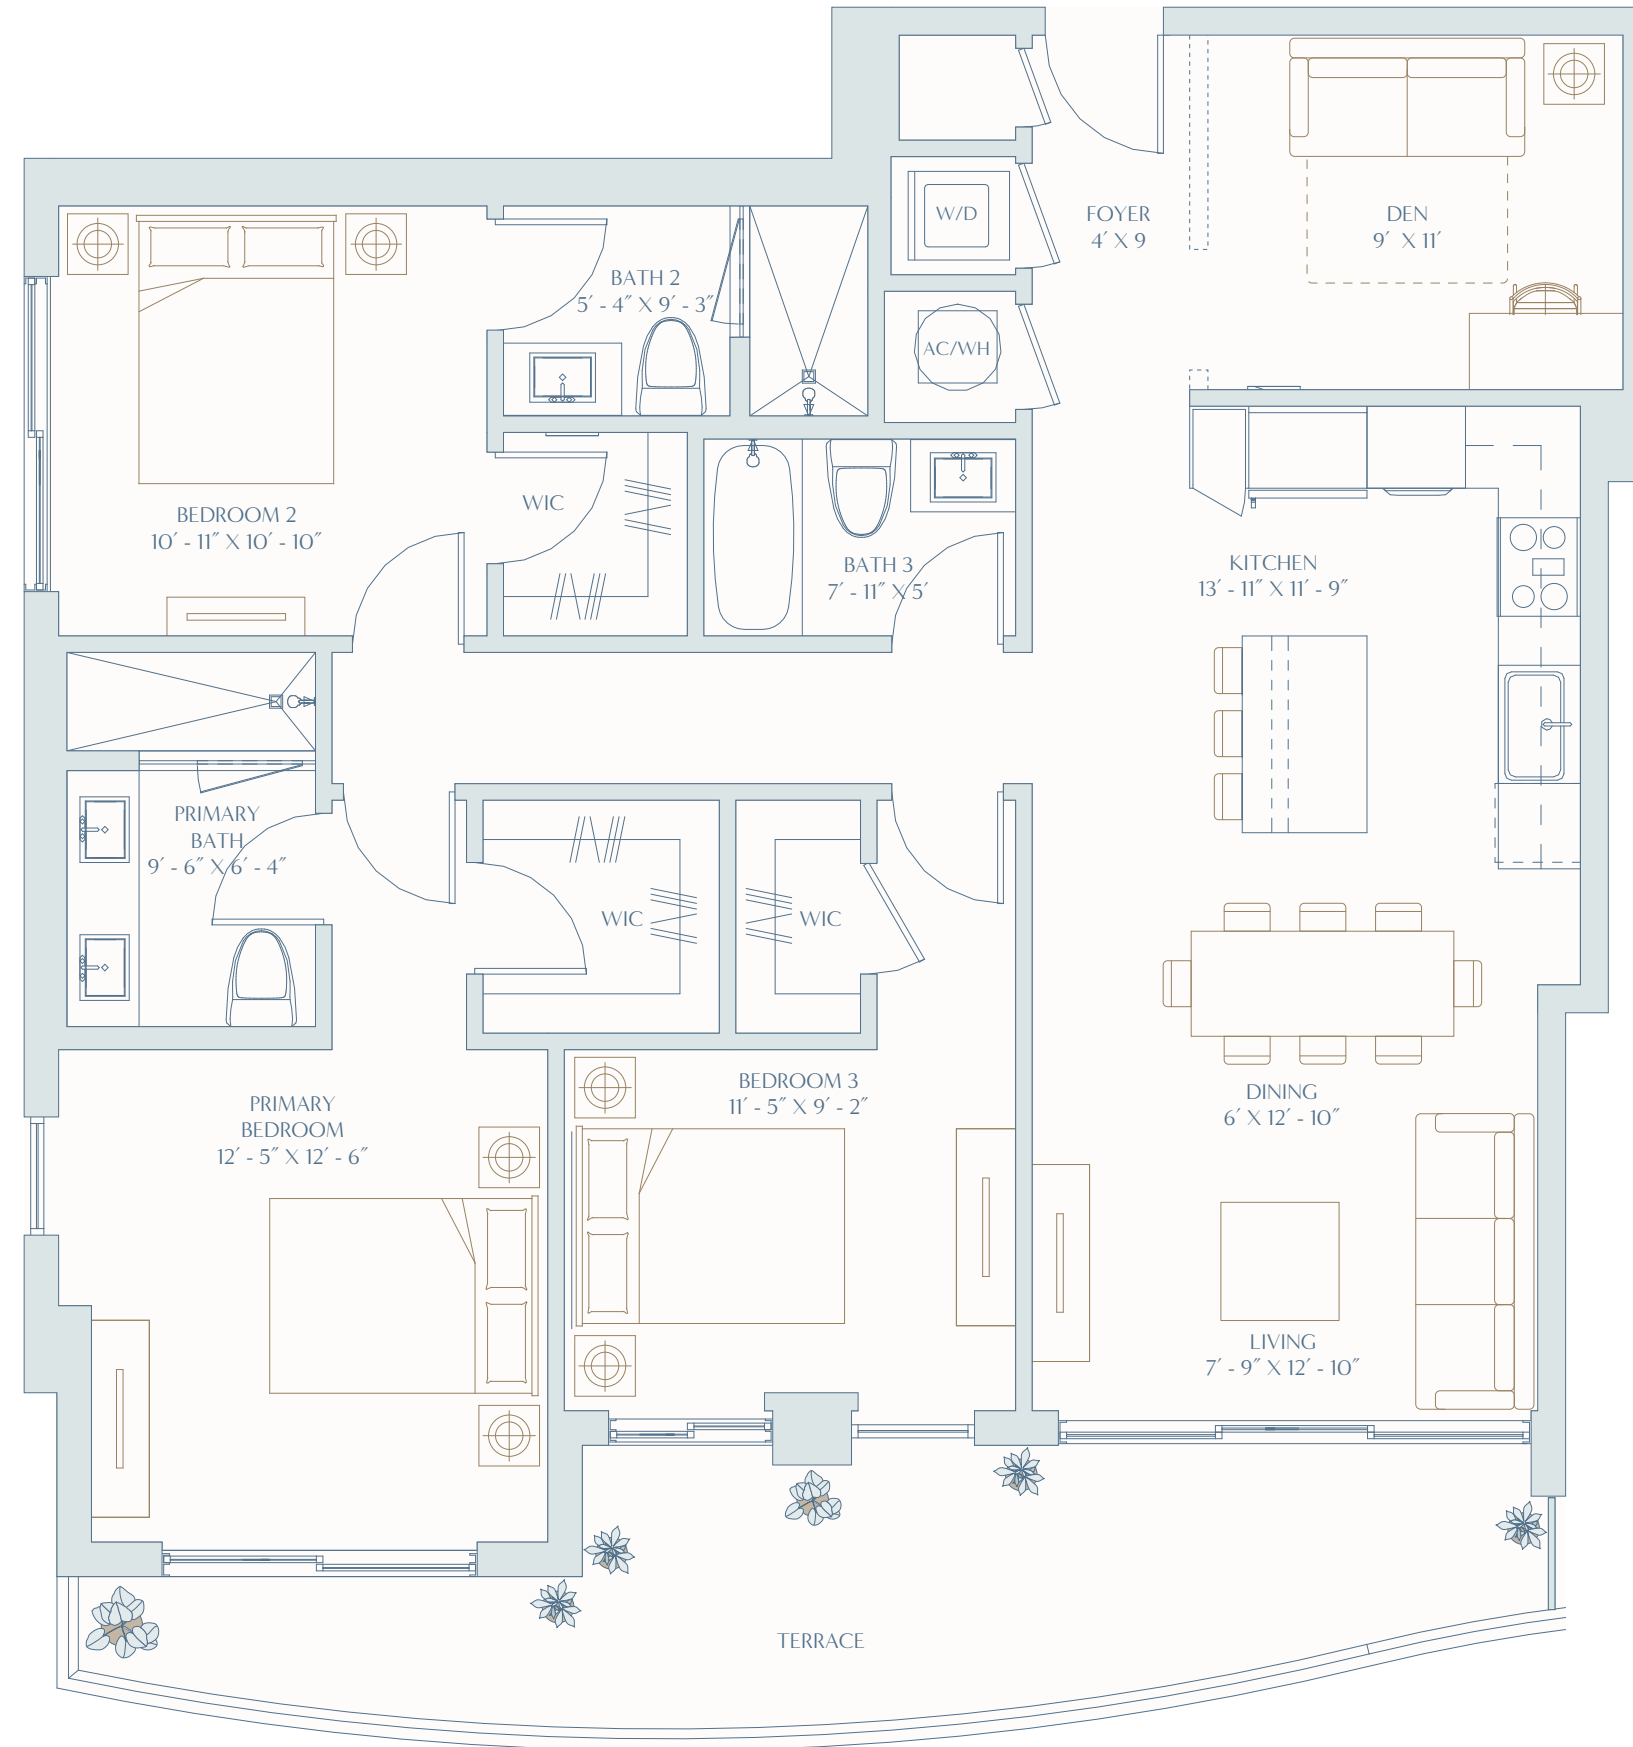 W/D
FOYER
4′ X 9
DEN
9′ X 11′
BATH 2
5′ - 4″ X 9′ - 3″
AC/WH
BEDROOM 2
10′ - 11″ X 10′ - 10″
WIC
BATH 3
7′ - 11″ X 5′
KITCHEN
13′ - 11″ X 11′ - 9″
PRIMARY
BATH
9′ - 6″ X 6′ - 4″
WIC
WIC
PRIMARY
BEDROOM
12′ - 5″ X 12′ - 6″
BEDROOM 3
11′ - 5″ X 9′ - 2″
DINING
6′ X 12′ - 10″
LIVING
7′ - 9″ X 12′ - 10″
TERRACE